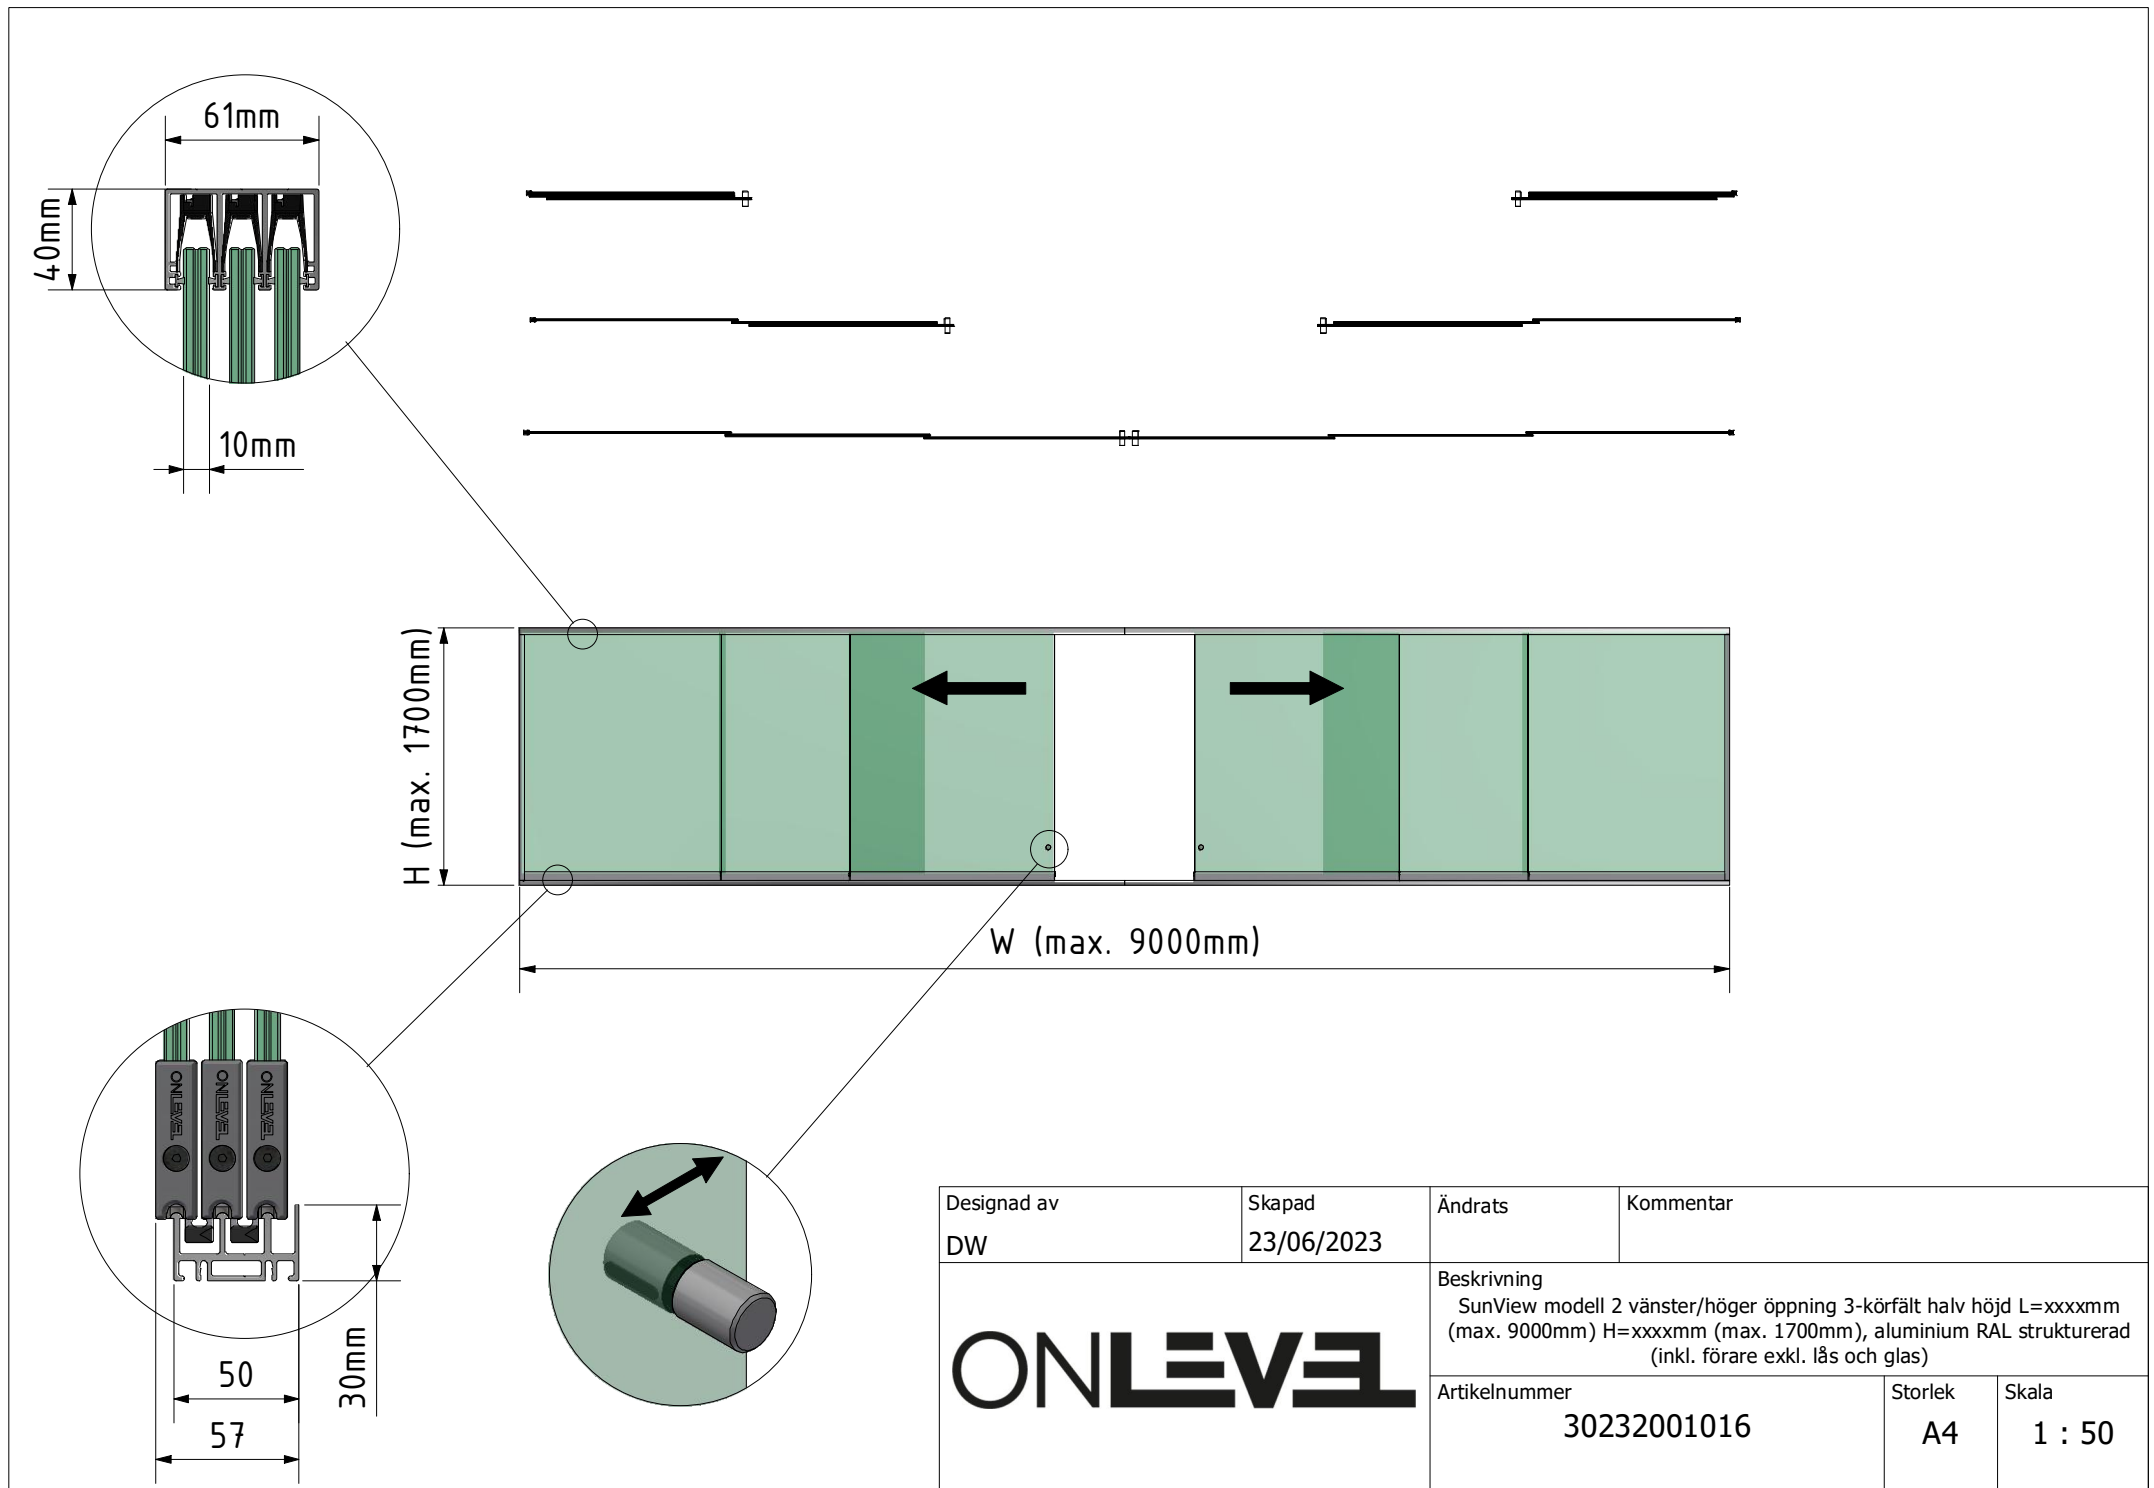 61mm
40mm
10mm
H (max. 1700mm)
W (max. 9000mm)
ONLEVEL
ONLEVEL
ONLEVEL
30mm
50
57
Designad av
DW
Skapad
23/06/2023
Ändrats
Kommentar
ONLEVEL
Beskrivning
SunView modell 2 vänster/höger öppning 3-körfält halv höjd L=xxxxmm
(max. 9000mm) H=xxxxmm (max. 1700mm), aluminium RAL strukturerad
(inkl. förare exkl. lås och glas)
Artikelnummer
30232001016
Storlek
A4
Skala
1 : 50